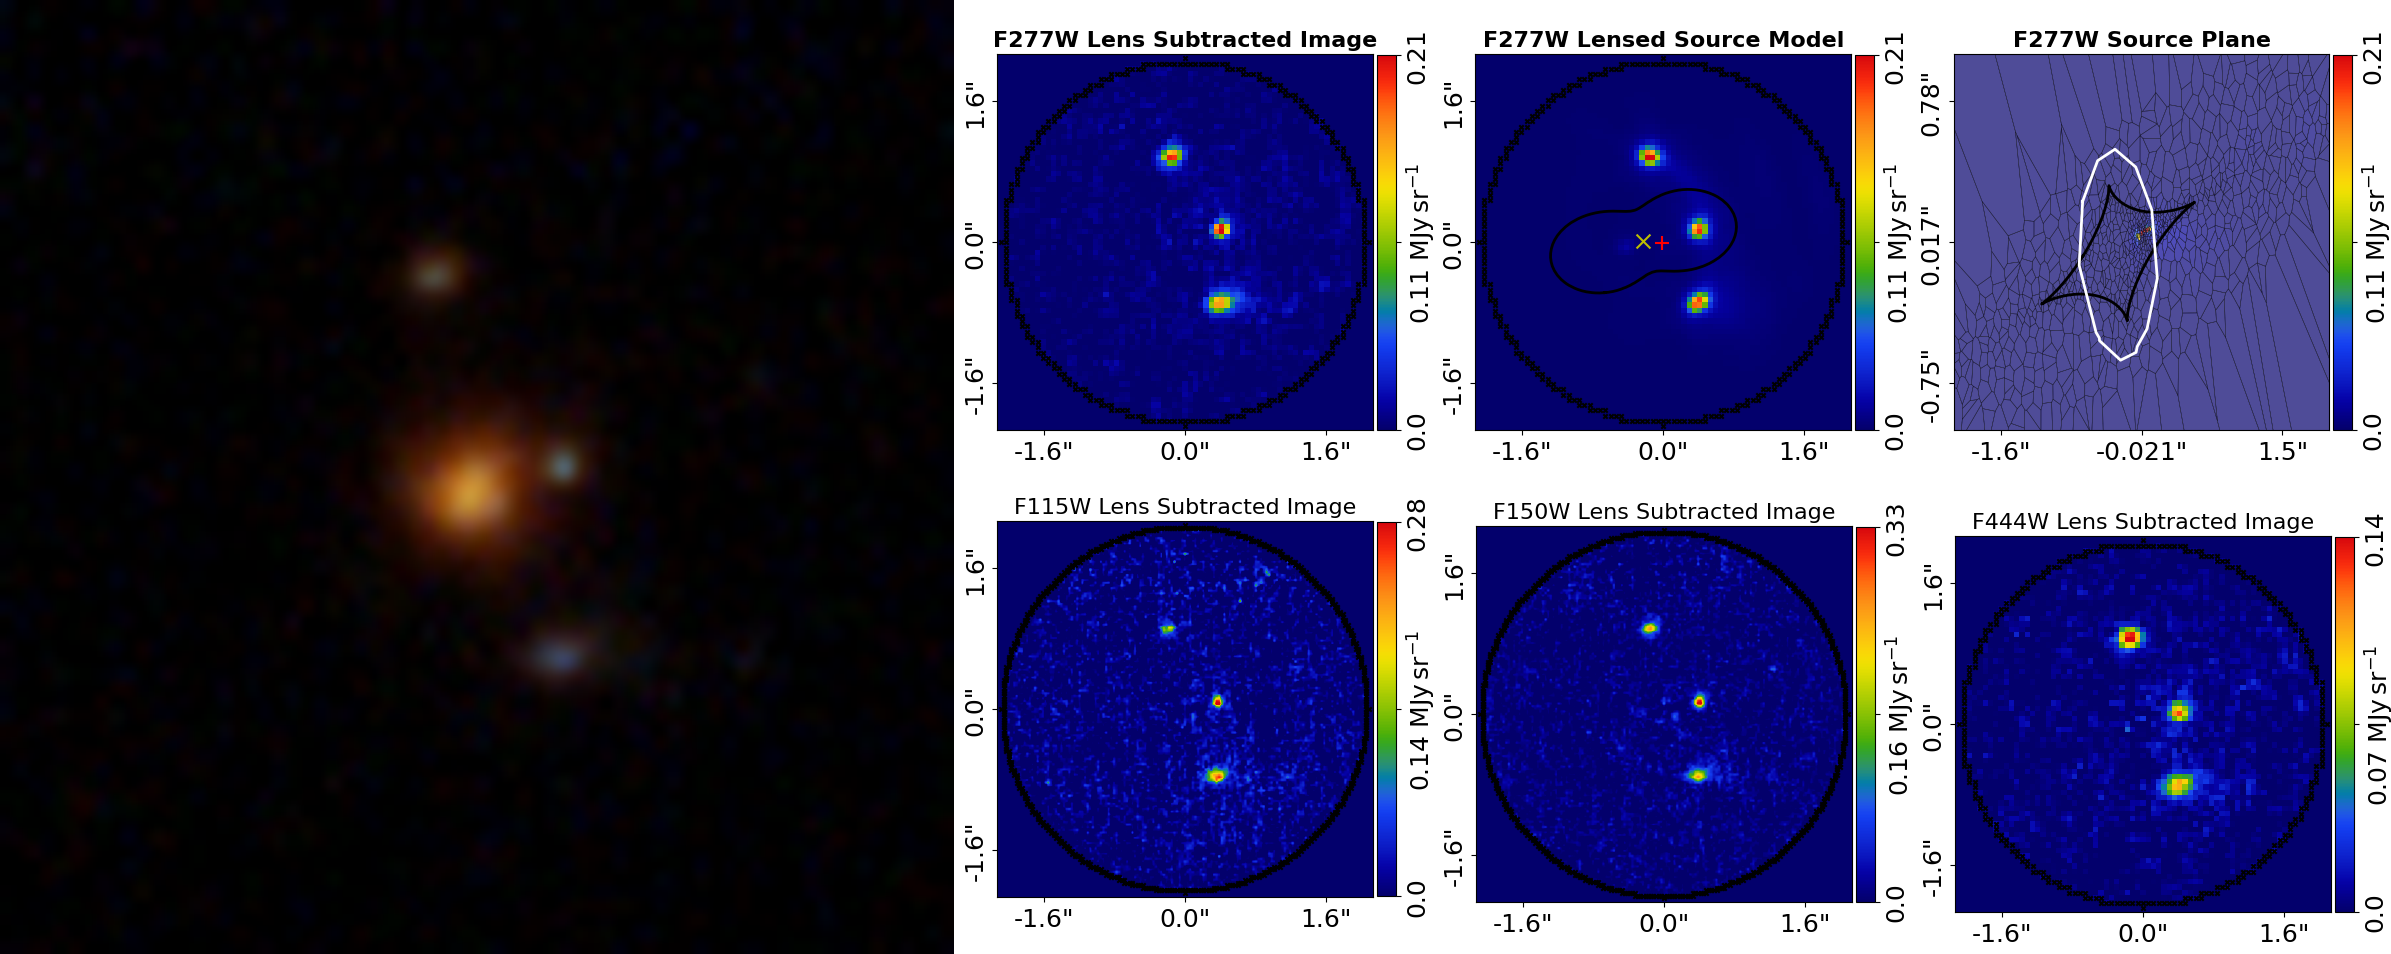 F277W Lens Subtracted Image
1.6"
0.0"
-1.6"
-1.6" 0.0" 1.6"
0.21
0.11 MJy sr−1
0.0
F277W Lensed Source Model
1.6"
0.0"
-1.6"
-1.6" 0.0" 1.6"
0.21
0.11 MJy sr−1
0.0
F277W Source Plane
0.78"
0.017"
-0.75"
-1.6" -0.021" 1.5"
0.21
0.11 MJy sr−1
0.0
F115W Lens Subtracted Image
1.6"
0.0"
-1.6"
-1.6" 0.0" 1.6"
0.28
0.14 MJy sr−1
0.0
F150W Lens Subtracted Image
1.6"
0.0"
-1.6"
-1.6" 0.0" 1.6"
0.33
0.16 MJy sr−1
0.0
F444W Lens Subtracted Image
1.6"
0.0"
-1.6"
-1.6" 0.0" 1.6"
0.14
0.07 MJy sr−1
0.0